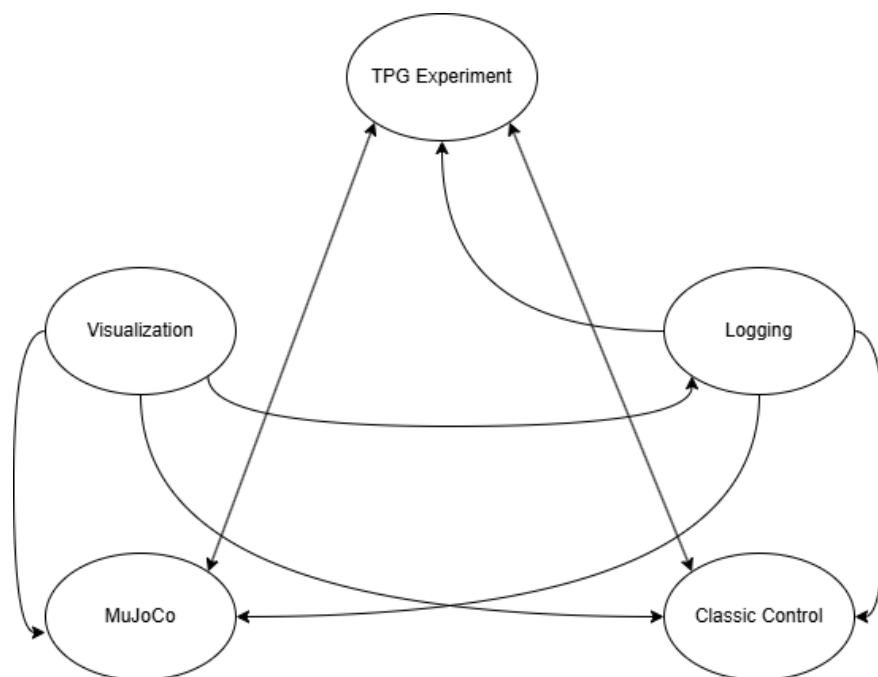 TPG Experiment
Visualization
Logging
MuJoCo
Classic Control